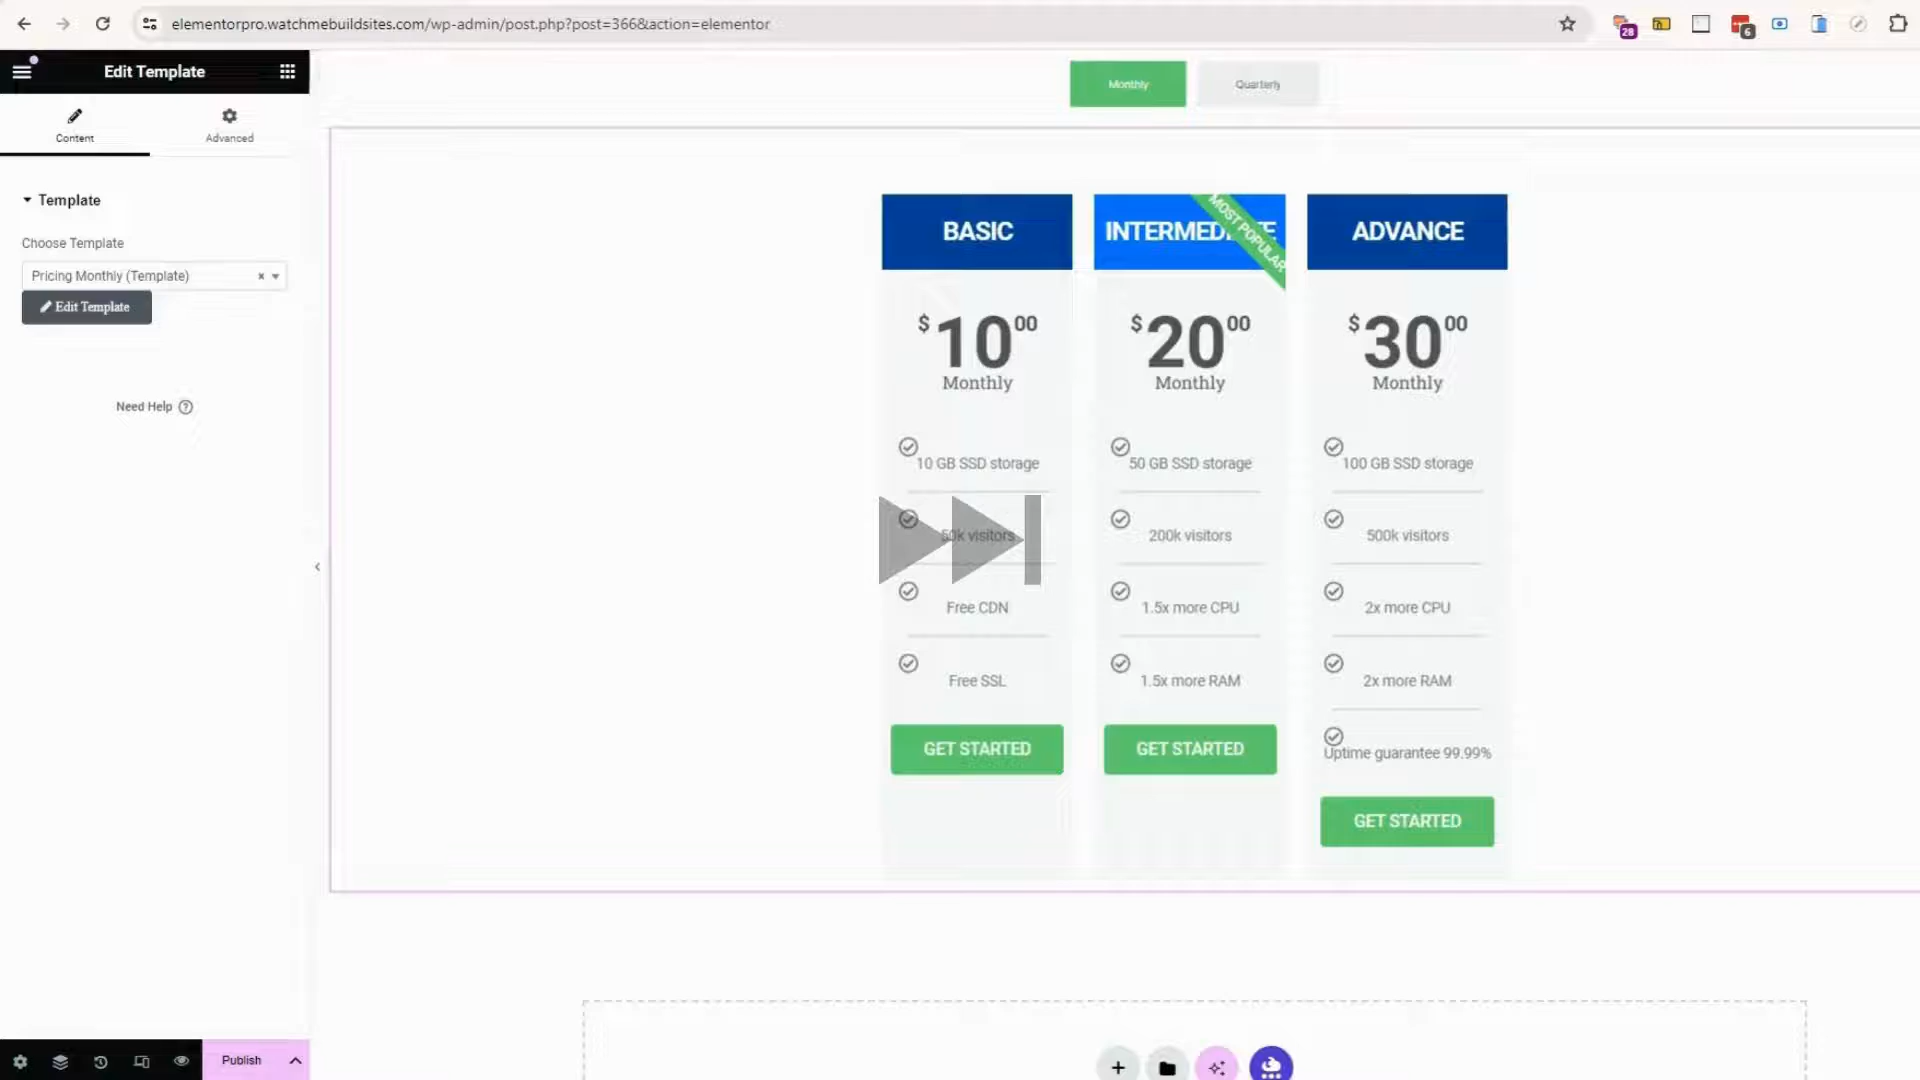 elementorpro.watchmebuildsites.com/wp-admin/post.php?post=366&action=elementor
28
6
Edit Template
Monthly
Quarterly
Content
Advanced
Template
Choose Template
Pricing Monthly (Template)
Edit Template
Need Help
BASIC
$ 10 00
Monthly
10 GB SSD storage
50k visitors
Free CDN
Free SSL
GET STARTED
MOST POPULAR
$ 20 00
Monthly
50 GB SSD storage
200k visitors
1.5x more CPU
1.5x more RAM
GET STARTED
ADVANCE
$ 30 00
Monthly
100 GB SSD storage
500k visitors
2x more CPU
2x more RAM
Uptime guarantee 99.99%
GET STARTED
Publish